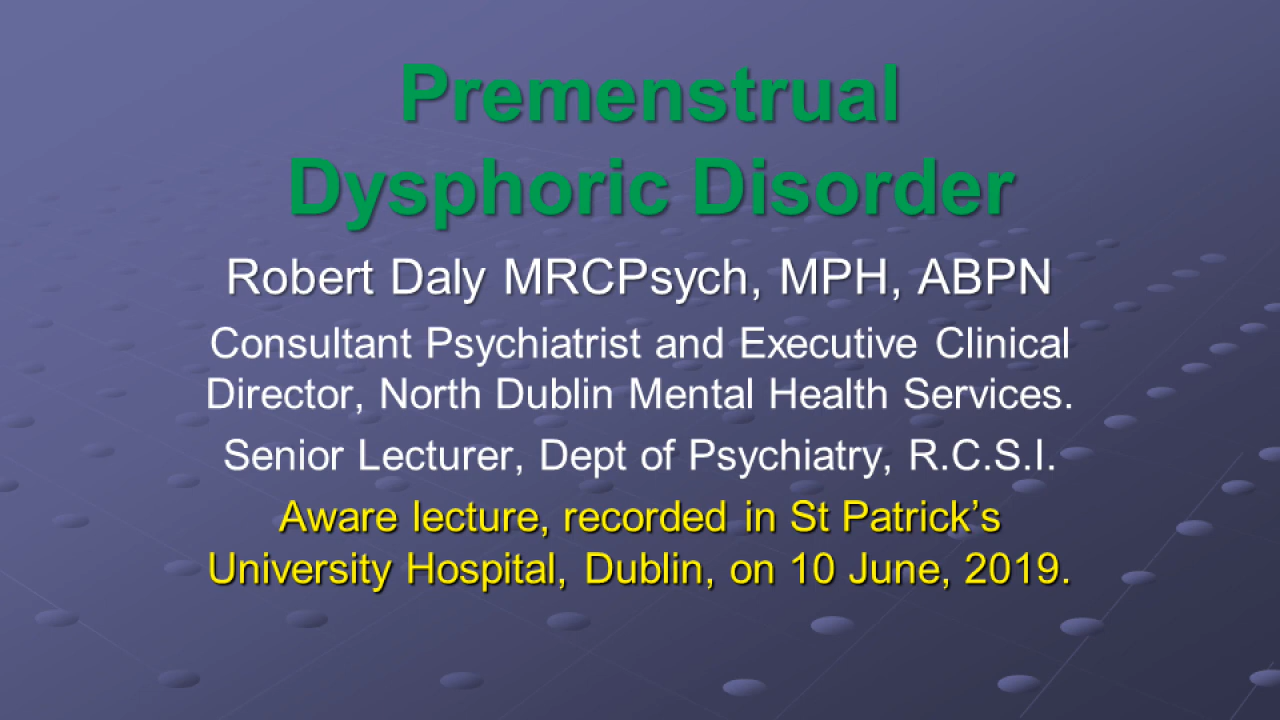 Premenstrual
Dysphoric Disorder
Robert Daly MRCPsych, MPH, ABPN
Consultant Psychiatrist and Executive Clinical
Director, North Dublin Mental Health Services.
Senior Lecturer, Dept of Psychiatry, R.C.S.I.
Aware lecture, recorded in St Patrick’s
University Hospital, Dublin, on 10 June, 2019.